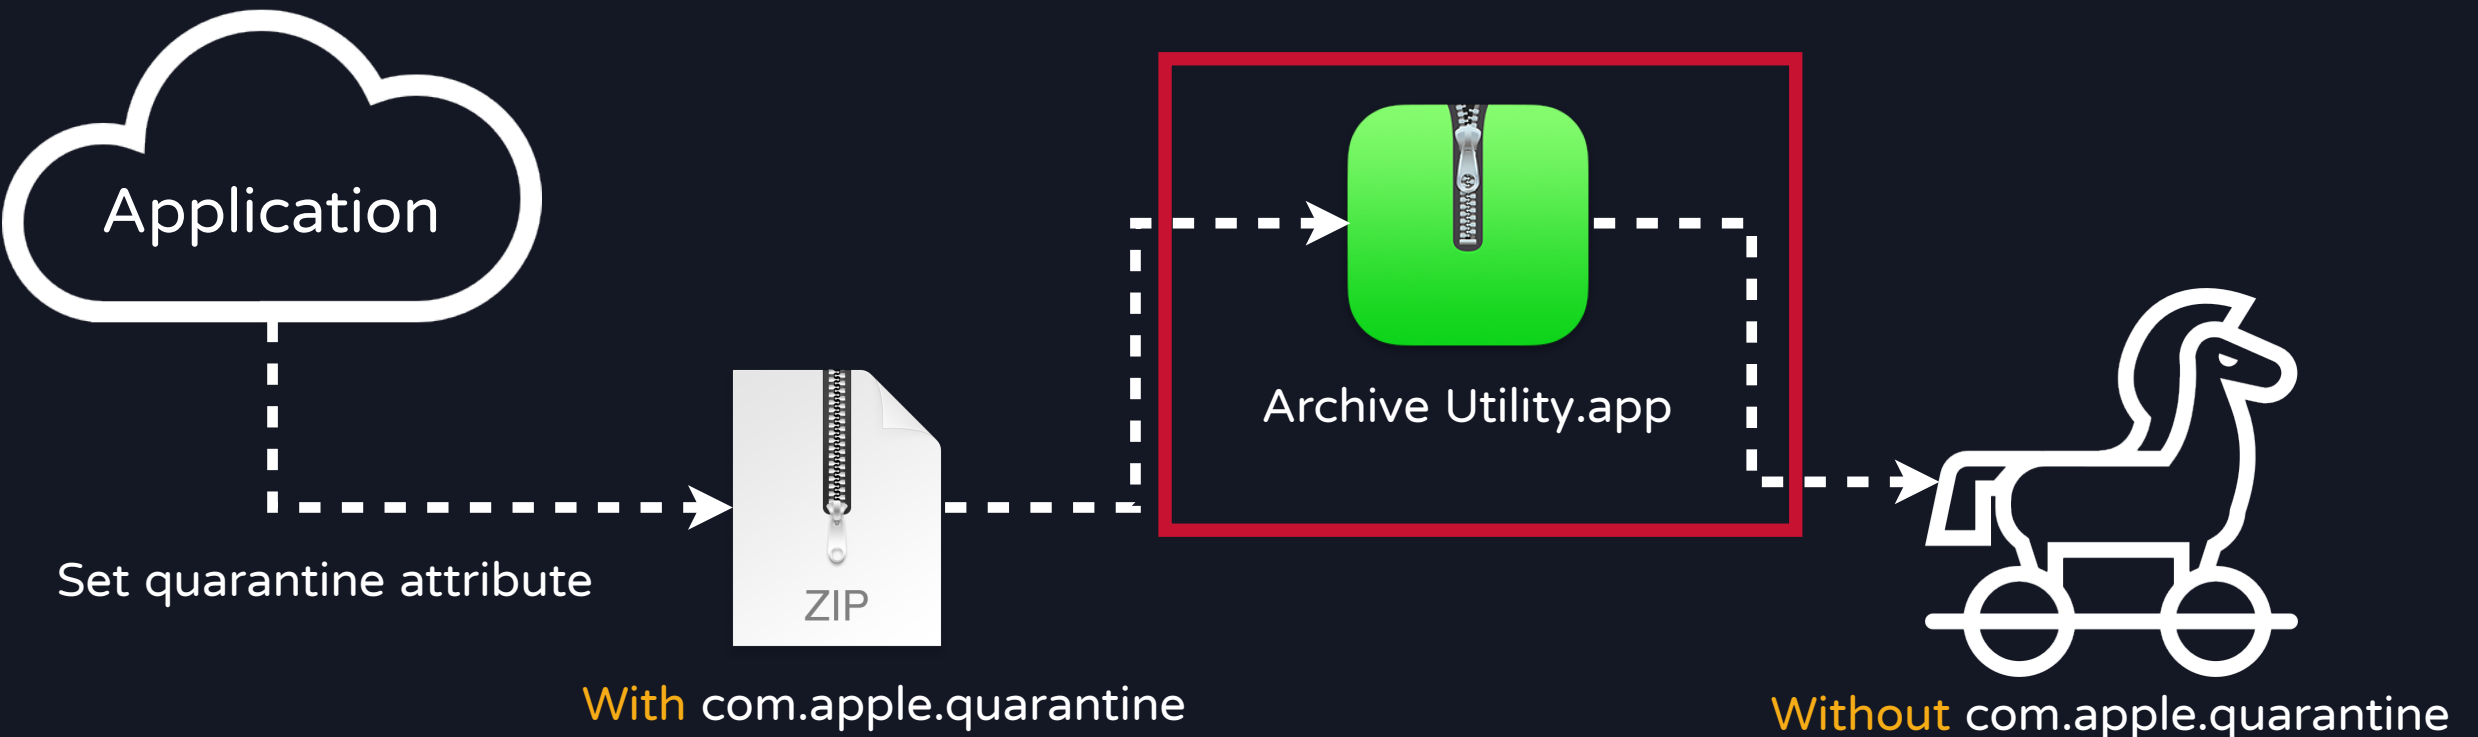 Application
Set quarantine attribute
ZIP
With com.apple.quarantine
Archive Utility.app
Without com.apple.quarantine